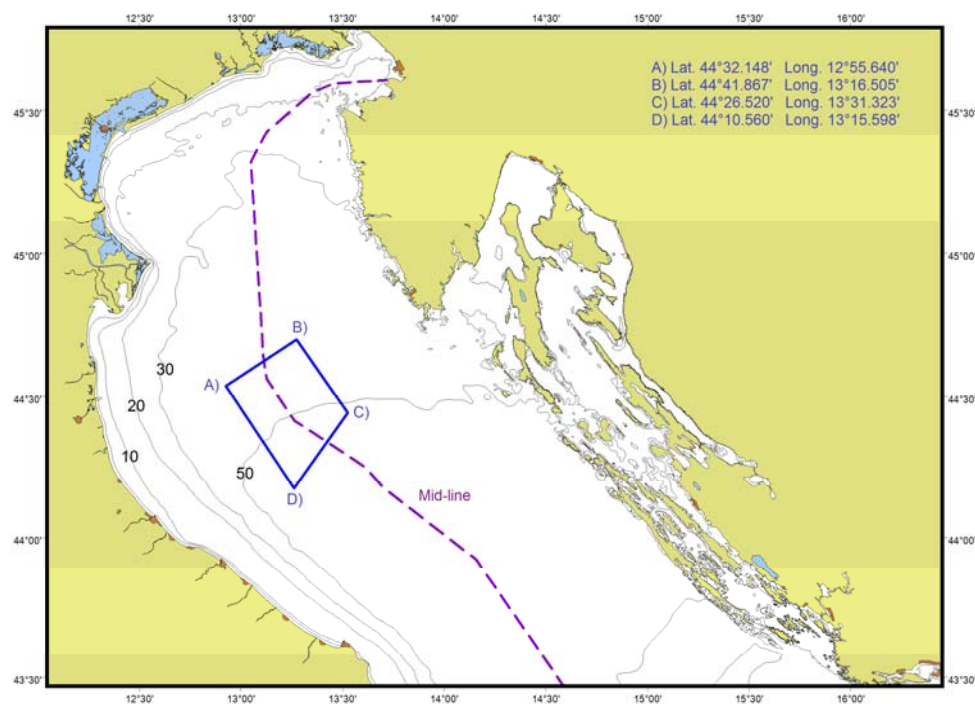 12°30' 13°00' 13°30' 14°00' 14°30' 15°00' 15°30' 16°00'
A) Lat. 44°32.148' Long. 12°55.640'
B) Lat. 44°41.867' Long. 13°16.505'
C) Lat. 44°26.520' Long. 13°31.323'
D) Lat. 44°10.560' Long. 13°15.598'
45°30' 45°30'
45°00' 45°00'
B)
30
A)
44°30' 44°30'
20
C)
10
50
D)
Mid-line
44°00' 44°00'
43°30' 43°30'
12°30' 13°00' 13°30' 14°00' 14°30' 15°00' 15°30' 16°00'